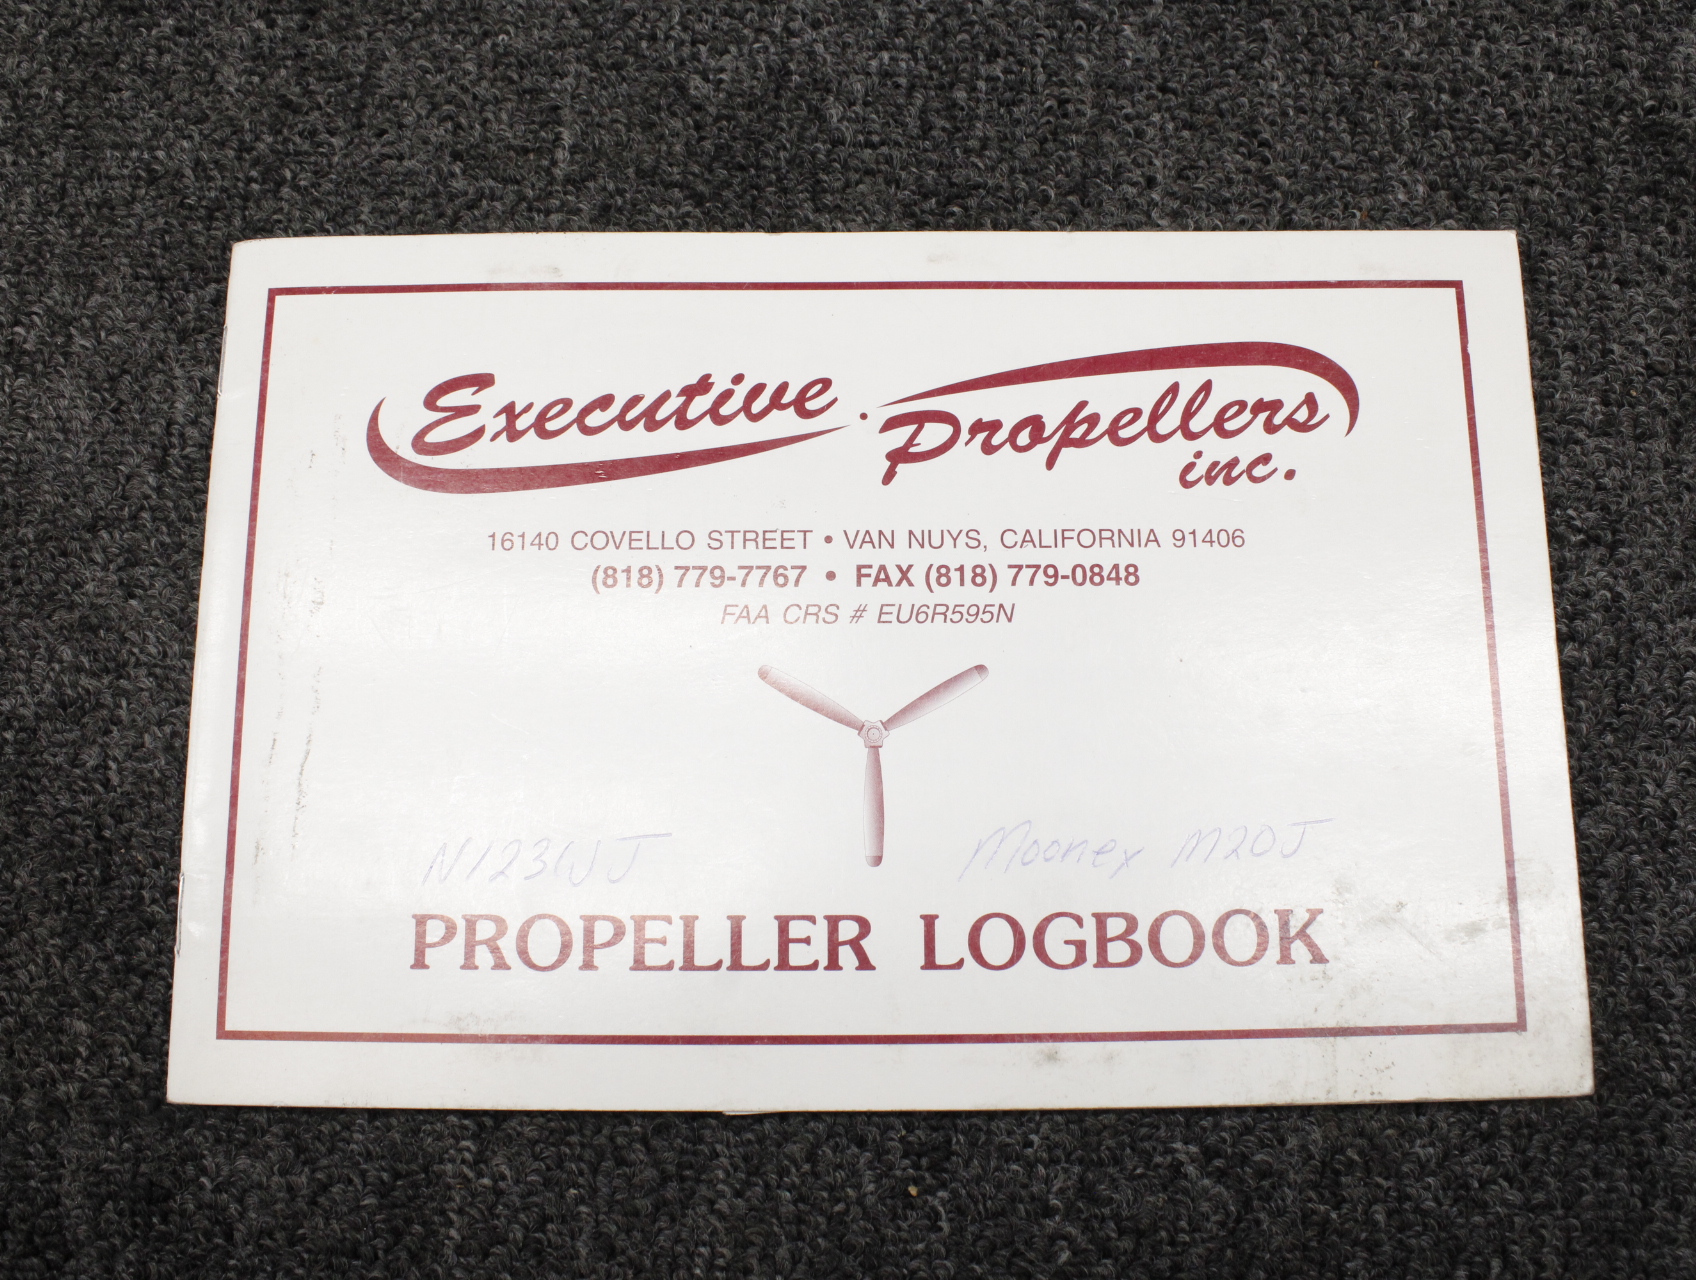 Executive Propellers
inc.
16140 COVELLO STREET • VAN NUYS, CALIFORNIA 91406
(818) 779-7767 • FAX (818) 779-0848
FAA CRS # EU6R595N
N123WJ Mooney M20J
PROPELLER LOGBOOK